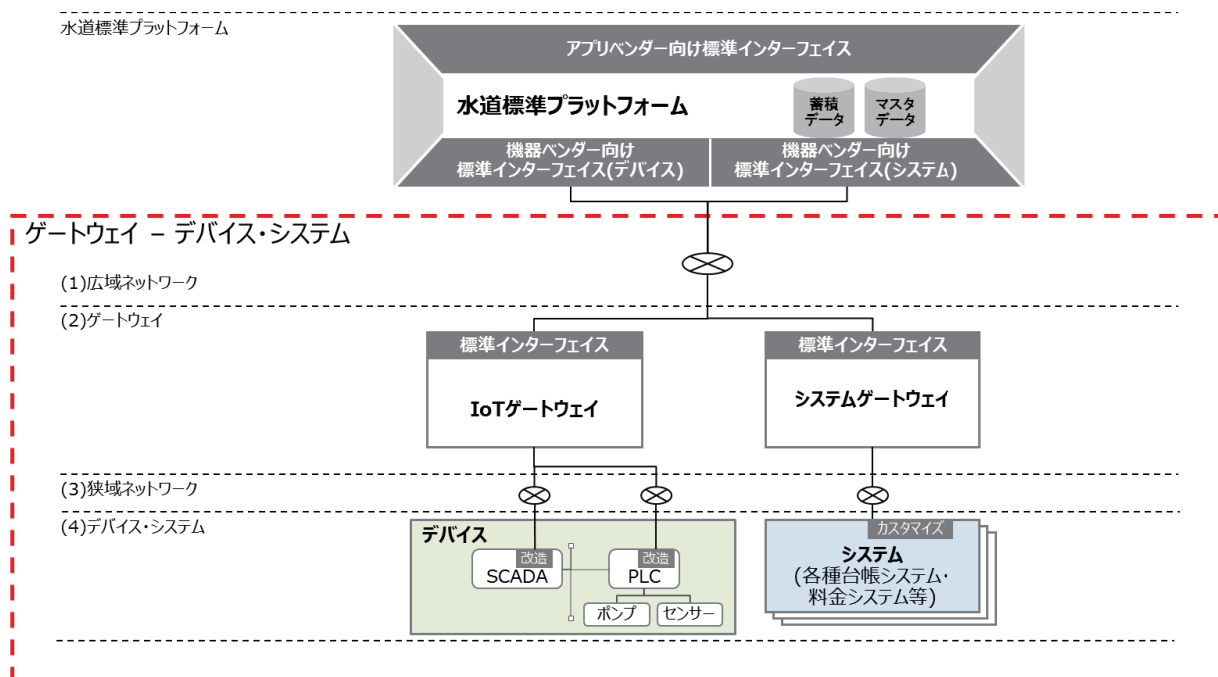 水道標準プラットフォーム
アプリベンダー向け標準インターフェイス
水道標準プラットフォーム
蓄積
データ
マスタ
データ
機器ベンダー向け
標準インターフェイス(デバイス)
機器ベンダー向け
標準インターフェイス(システム)
ゲートウェイ – デバイス・システム
(1)広域ネットワーク
(2)ゲートウェイ
標準インターフェイス
IoTゲートウェイ
標準インターフェイス
システムゲートウェイ
(3)狭域ネットワーク
(4)デバイス・システム
デバイス
改造
SCADA
改造
PLC
ポンプ
センサー
カスタマイズ
システム
(各種台帳システム・
料金システム等)